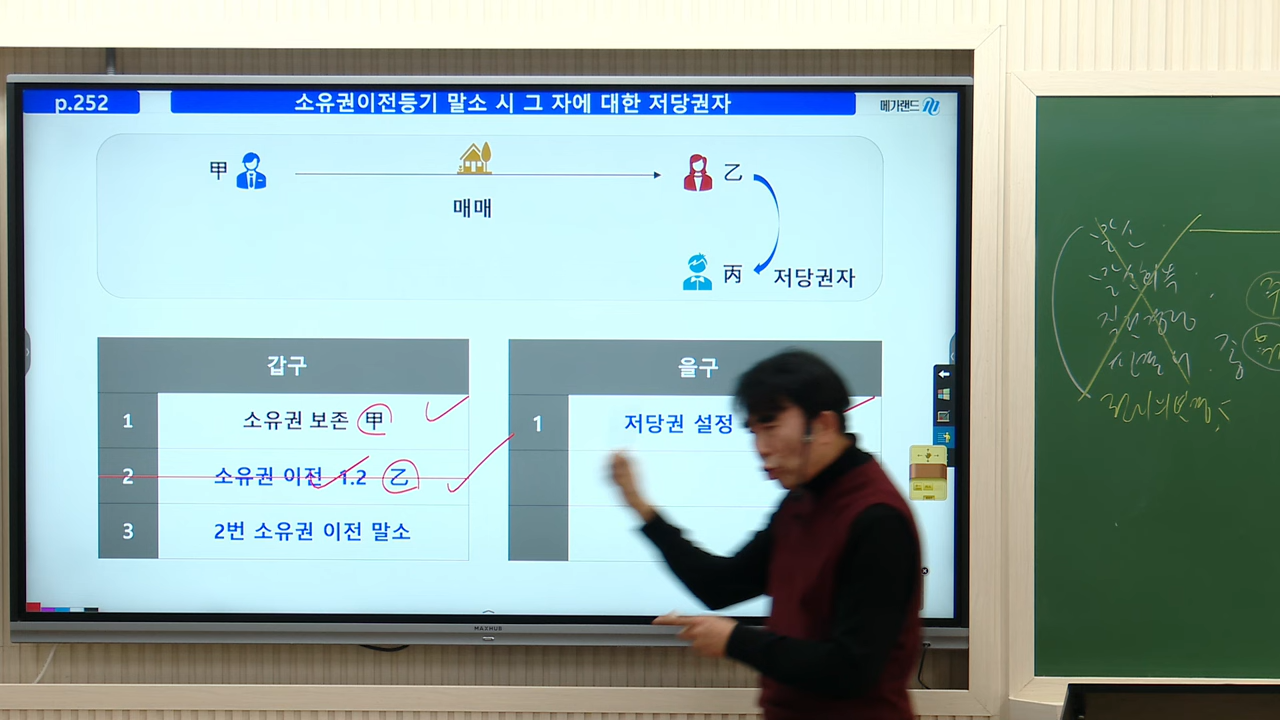 p.252
소유권이전등기 말소 시 그 자에 대한 저당권자
메가랜드
甲
乙
매매
丙
저당권자
갑구
1
소유권 보존 甲
2
소유권 이전 1.2 乙
3
2번 소유권 이전 말소
을구
1
저당권 설정
MAXHUB
말소